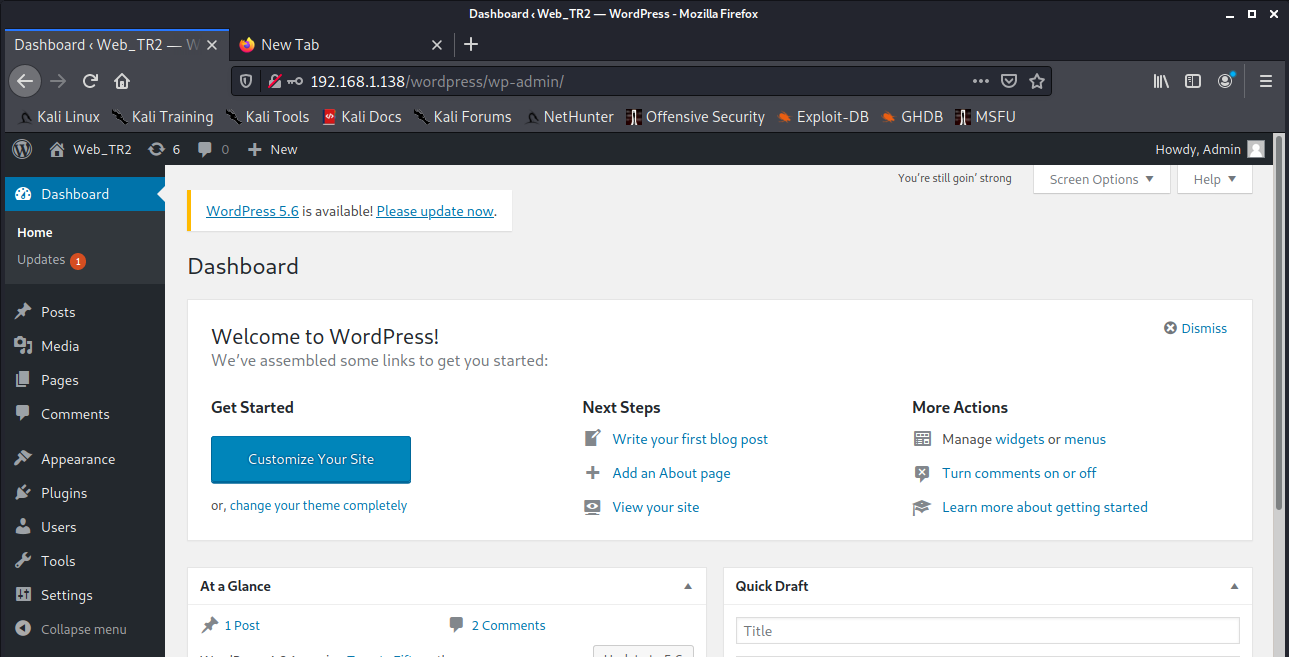 Dashboard ‹ Web_TR2 — WordPress - Mozilla Firefox
Dashboard ‹ Web_TR2 — W
New Tab
192.168.1.138/wordpress/wp-admin/
Kali Linux Kali Training Kali Tools Kali Docs Kali Forums NetHunter Offensive Security Exploit-DB GHDB MSFU
Web_TR2 6 0 New Howdy, Admin
Dashboard
Home
Updates 1
Posts
Media
Pages
Comments
Appearance
Plugins
Users
Tools
Settings
Collapse menu
You're still goin' strong
Screen Options
Help
WordPress 5.6 is available! Please update now.
Dashboard
Welcome to WordPress!
We've assembled some links to get you started:
Dismiss
Get Started
Customize Your Site
or, change your theme completely
Next Steps
Write your first blog post
Add an About page
View your site
More Actions
Manage widgets or menus
Turn comments on or off
Learn more about getting started
At a Glance
1 Post
2 Comments
Quick Draft
Title